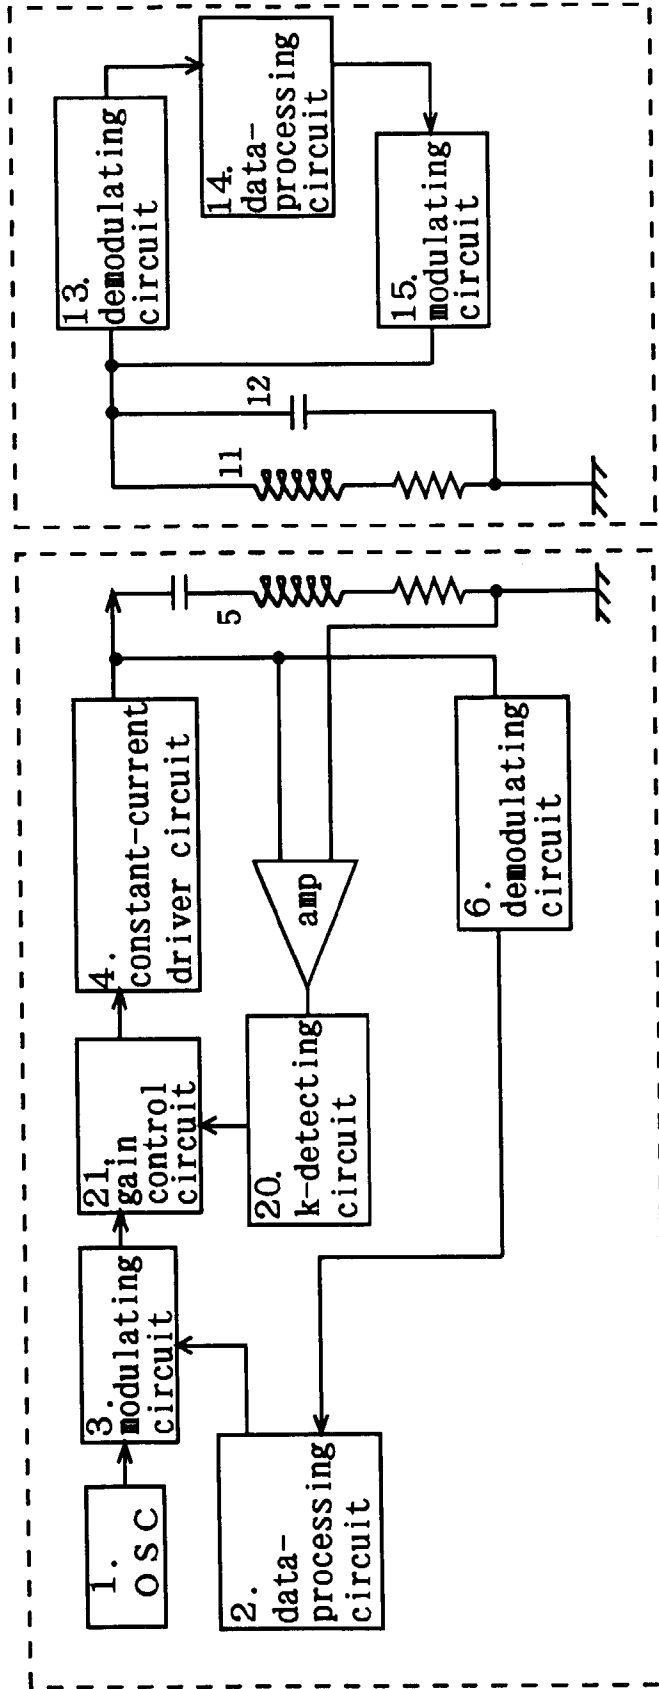 1.
OSC
2.
data-
processing
circuit
3.
modulating
circuit
21.
gain
control
circuit
20.
k-detecting
circuit
4.
constant-current
driver circuit
amp
6.
demodulating
circuit
5
11
12
13.
demodulating
circuit
14.
data-
processing
circuit
15.
modulating
circuit